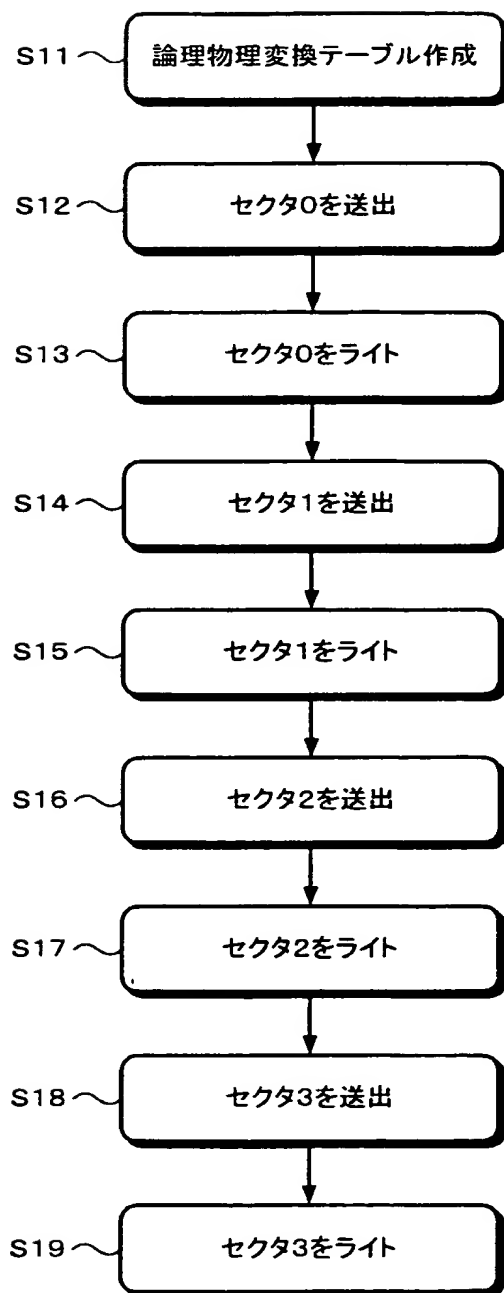 S11 論理物理変換テーブル作成
S12 セクタ0を送出
S13 セクタ0をライト
S14 セクタ1を送出
S15 セクタ1をライト
S16 セクタ2を送出
S17 セクタ2をライト
S18 セクタ3を送出
S19 セクタ3をライト